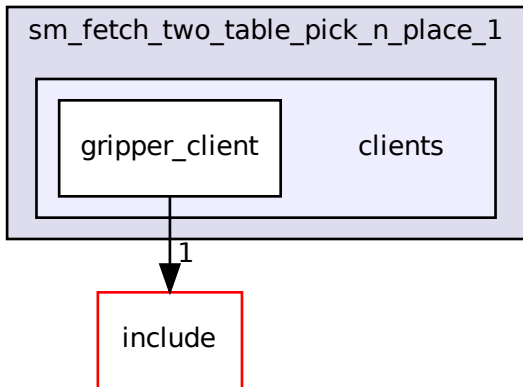 sm_fetch_two_table_pick_n_place_1
gripper_client
clients
1
include